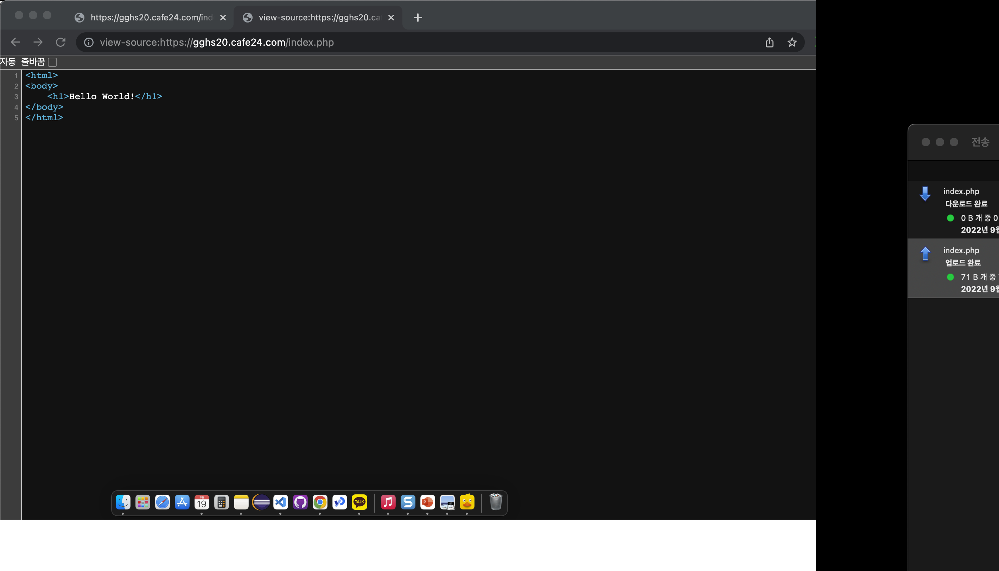 https://gghs20.cafe24.com/ind
view-source:https://gghs20.ca
view-source:https://gghs20.cafe24.com/index.php
자동 줄바꿈
1 <html>
2 <body>
3 <h1>Hello World!</h1>
4 </body>
5 </html>
전송
index.php
다운로드 완료
0 B 개 중 0
2022년 9월
index.php
업로드 완료
71 B 개 중
2022년 9월
9월
19
TALK
P